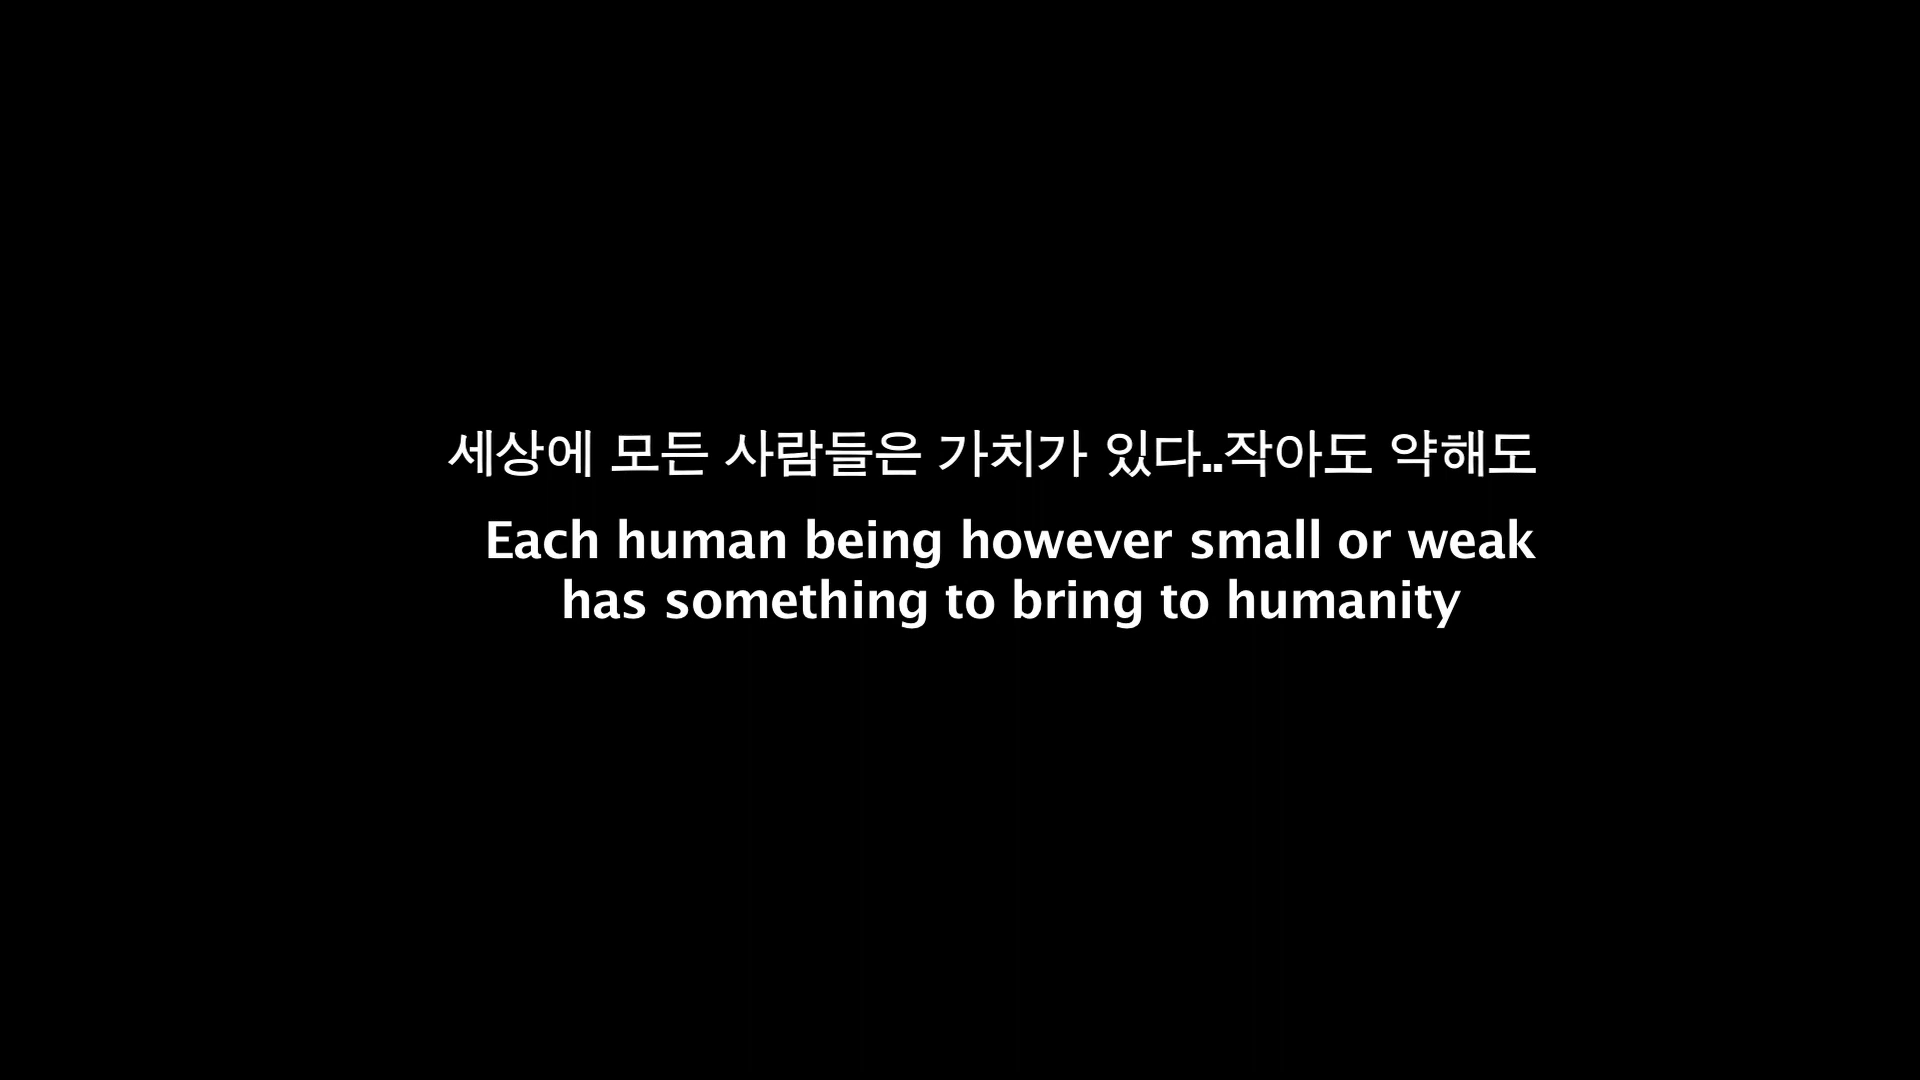 세상에 모든 사람들은 가치가 있다..작아도 약해도
Each human being however small or weak
has something to bring to humanity